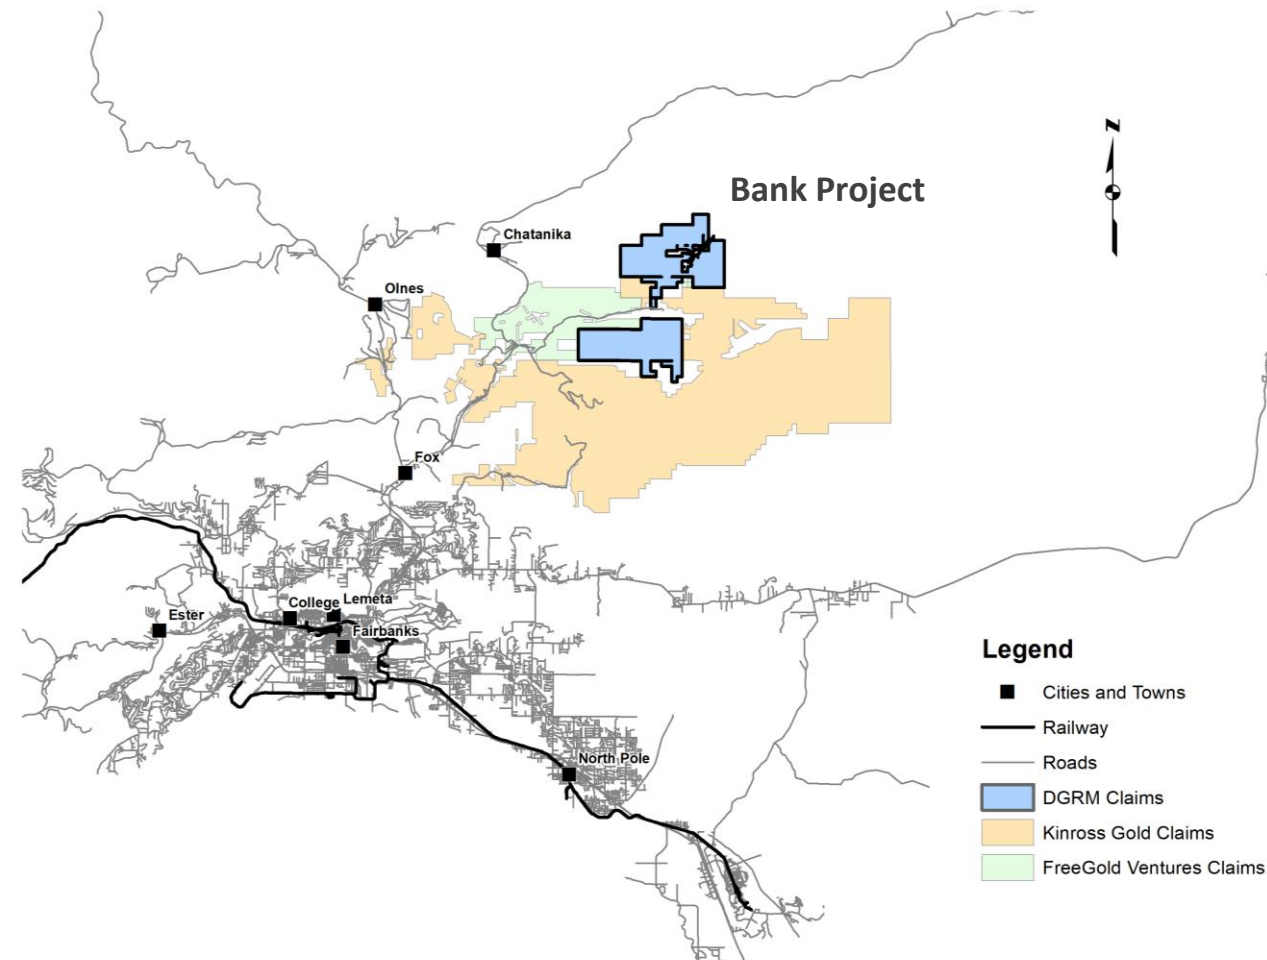 N
Bank Project
Chatanika
Olnes
Fox
College
Lemeta
Ester
Fairbanks
North Pole
Legend
Cities and Towns
Railway
Roads
DGRM Claims
Kinross Gold Claims
FreeGold Ventures Claims